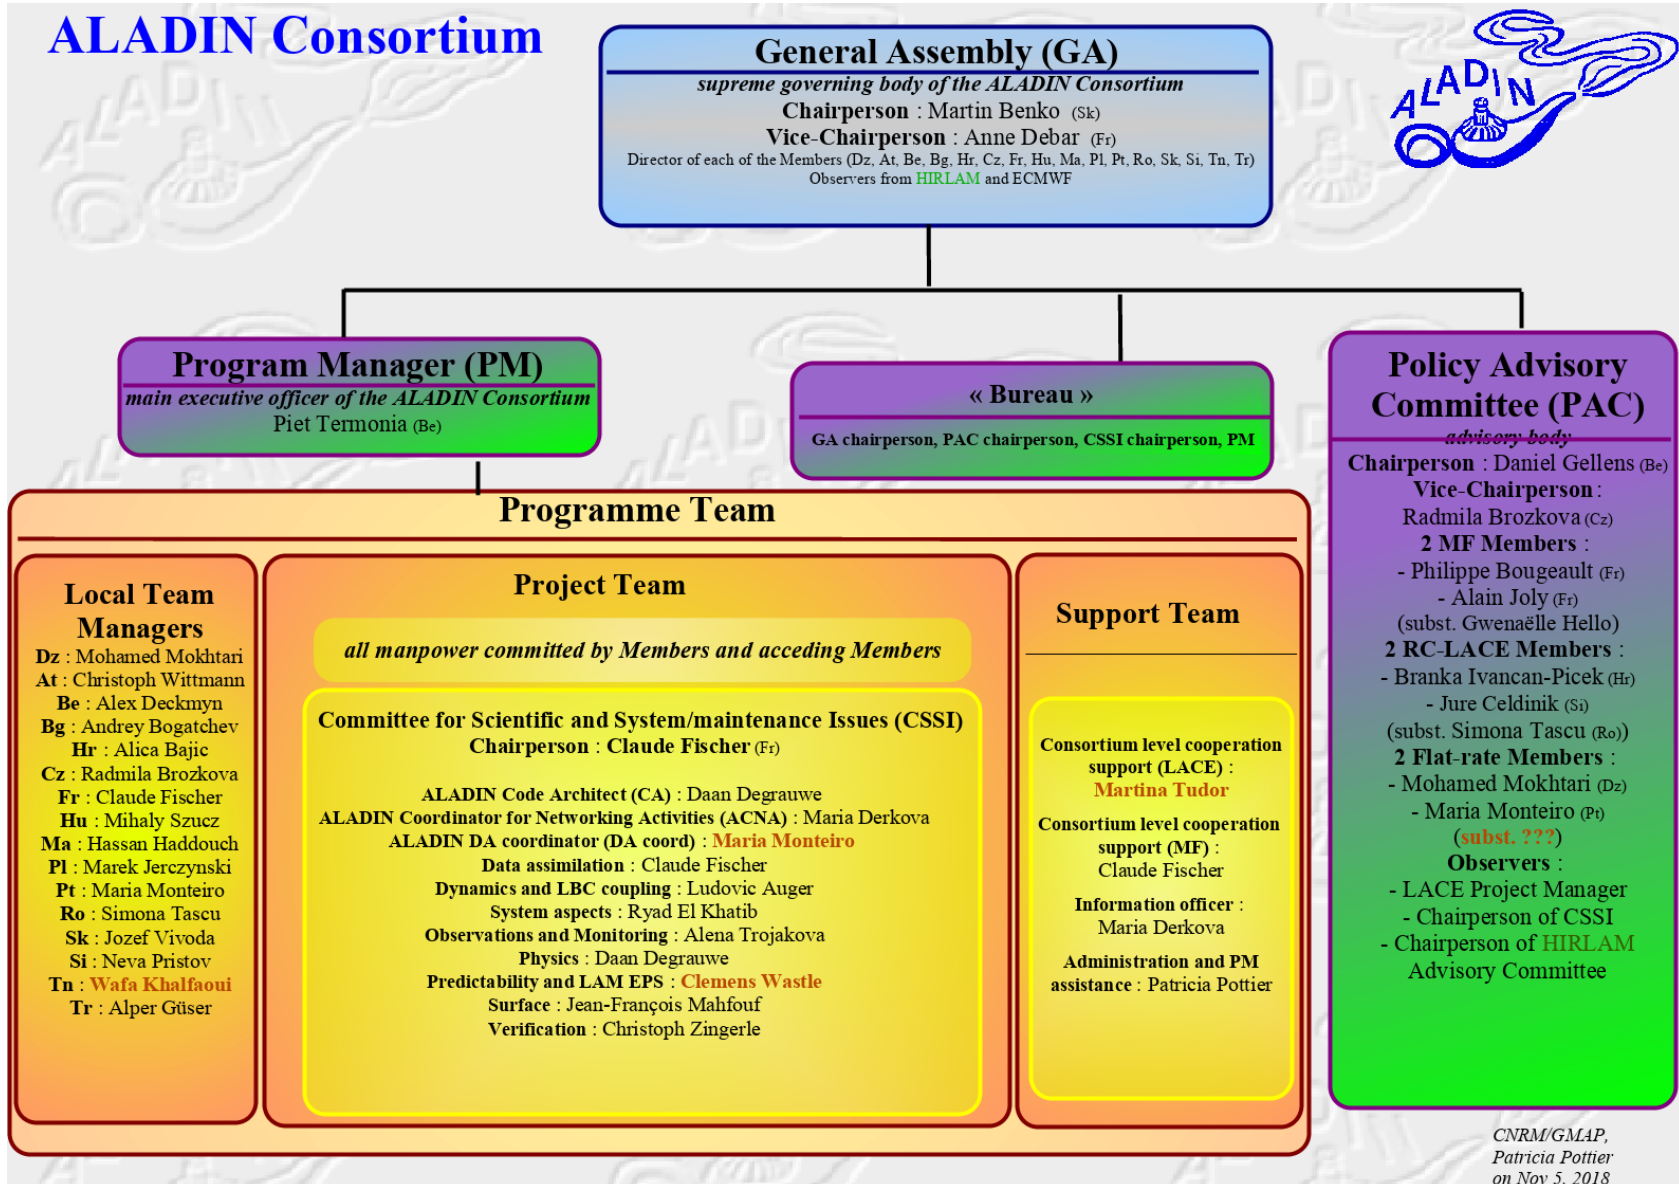 ALADIN Consortium
General Assembly (GA)
supreme governing body of the ALADIN Consortium
Chairperson : Martin Benko (Sk)
Vice-Chairperson : Anne Debar (Fr)
Director of each of the Members (Dz, At, Be, Bg, Hr, Cz, Fr, Hu, Ma, Pl, Pt, Ro, Sk, Si, Tn, Tr)
Observers from HIRLAM and ECMWF
ALADIN
Program Manager (PM)
main executive officer of the ALADIN Consortium
Piet Termonia (Be)
« Bureau »
GA chairperson, PAC chairperson, CSSI chairperson, PM
Policy Advisory
Committee (PAC)
advisory body
Chairperson : Daniel Gellens (Be)
Vice-Chairperson :
Radmila Brozkova (Cz)
2 MF Members :
- Philippe Bougeault (Fr)
- Alain Joly (Fr)
(subst. Gwenaëlle Hello)
2 RC-LACE Members :
- Branka Ivancan-Picek (Hr)
- Jure Celdinik (Si)
(subst. Simona Tascu (Ro))
2 Flat-rate Members :
- Mohamed Mokhtari (Dz)
- Maria Monteiro (Pt)
(subst. ???)
Observers :
- LACE Project Manager
- Chairperson of CSSI
- Chairperson of HIRLAM
Advisory Committee
Programme Team
Local Team
Managers
Dz : Mohamed Mokhtari
At : Christoph Wittmann
Be : Alex Deckmyn
Bg : Andrey Bogatchev
Hr : Alica Bajic
Cz : Radmila Brozkova
Fr : Claude Fischer
Hu : Mihaly Szucz
Ma : Hassan Haddouch
Pl : Marek Jerczynski
Pt : Maria Monteiro
Ro : Simona Tascu
Sk : Jozef Vivoda
Si : Neva Pristov
Tn : Wafa Khalfaoui
Tr : Alper Güser
Project Team
all manpower committed by Members and acceding Members
Committee for Scientific and System/maintenance Issues (CSSI)
Chairperson : Claude Fischer (Fr)
ALADIN Code Architect (CA) : Daan Degrauwe
ALADIN Coordinator for Networking Activities (ACNA) : Maria Derkova
ALADIN DA coordinator (DA coord) : Maria Monteiro
Data assimilation : Claude Fischer
Dynamics and LBC coupling : Ludovic Auger
System aspects : Ryad El Khatib
Observations and Monitoring : Alena Trojakova
Physics : Daan Degrauwe
Predictability and LAM EPS : Clemens Wastle
Surface : Jean-François Mahfouf
Verification : Christoph Zingerle
Support Team
Consortium level cooperation
support (LACE) :
Martina Tudor
Consortium level cooperation
support (MF) :
Claude Fischer
Information officer :
Maria Derkova
Administration and PM
assistance : Patricia Pottier
CNRM/GMAP,
Patricia Pottier
on Nov 5, 2018